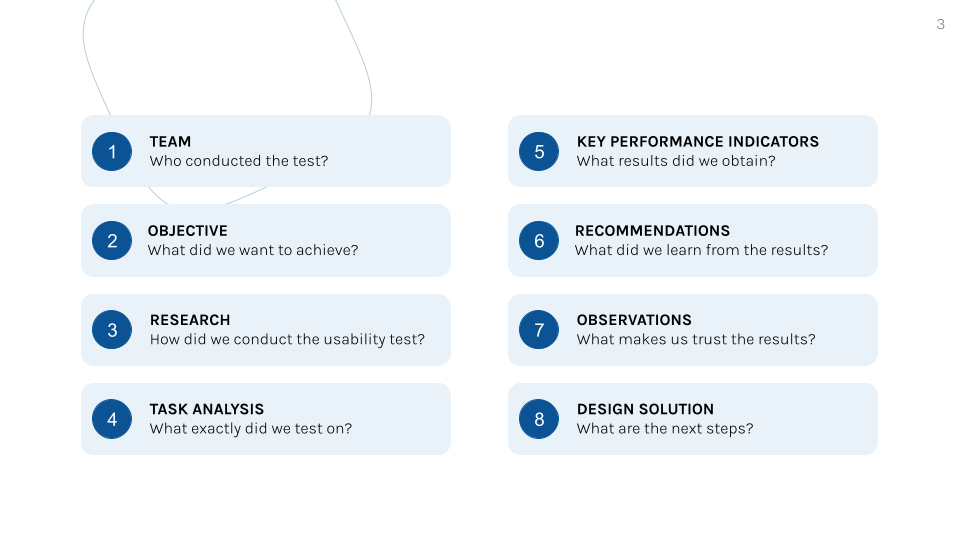 3
1
TEAM
Who conducted the test?
2
OBJECTIVE
What did we want to achieve?
3
RESEARCH
How did we conduct the usability test?
4
TASK ANALYSIS
What exactly did we test on?
5
KEY PERFORMANCE INDICATORS
What results did we obtain?
6
RECOMMENDATIONS
What did we learn from the results?
7
OBSERVATIONS
What makes us trust the results?
8
DESIGN SOLUTION
What are the next steps?